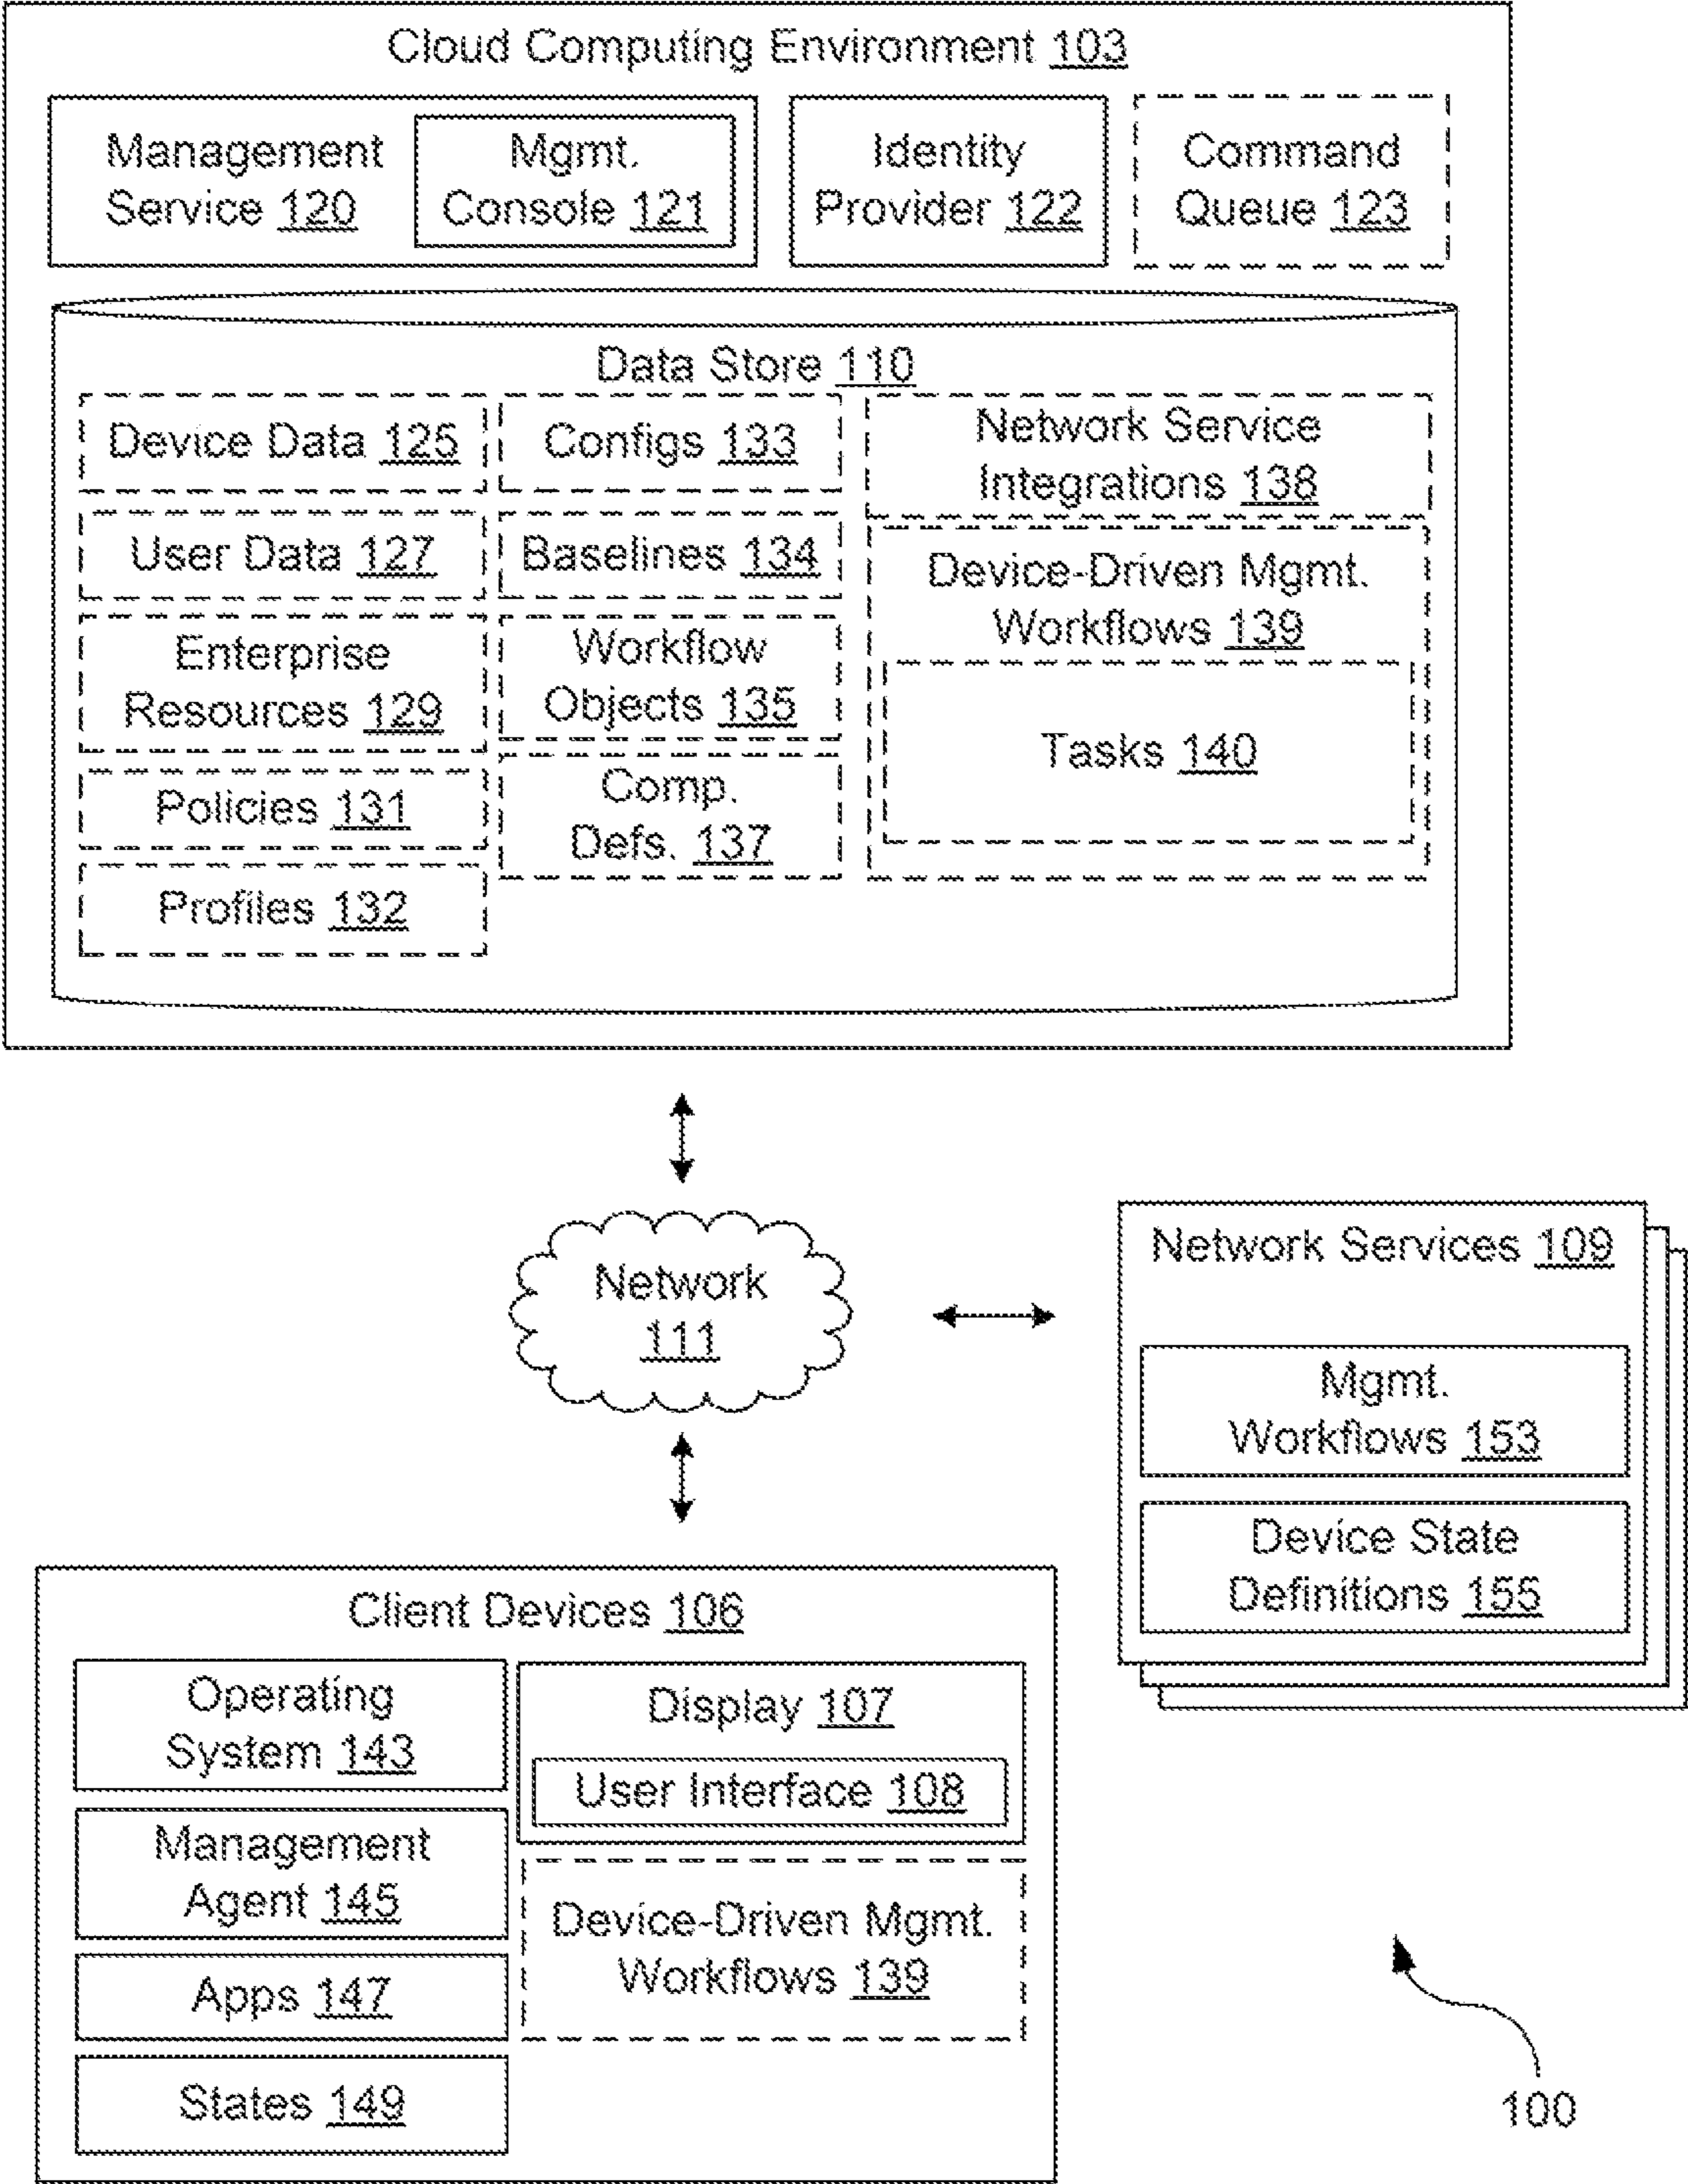 Cloud Computing Environment 103
Management
Service 120
Mgmt.
Console 121
Identity
Provider 122
Command
Queue 123
Data Store 110
Device Data 125
User Data 127
Enterprise
Resources 129
Policies 131
Profiles 132
Configs 133
Baselines 134
Workflow
Objects 135
Comp.
Defs. 137
Network Service
Integrations 138
Device-Driven Mgmt.
Workflows 139
Tasks 140
Network
111
Network Services 109
Mgmt.
Workflows 153
Device State
Definitions 155
Client Devices 106
Operating
System 143
Management
Agent 145
Apps 147
States 149
Display 107
User Interface 108
Device-Driven Mgmt.
Workflows 139
100